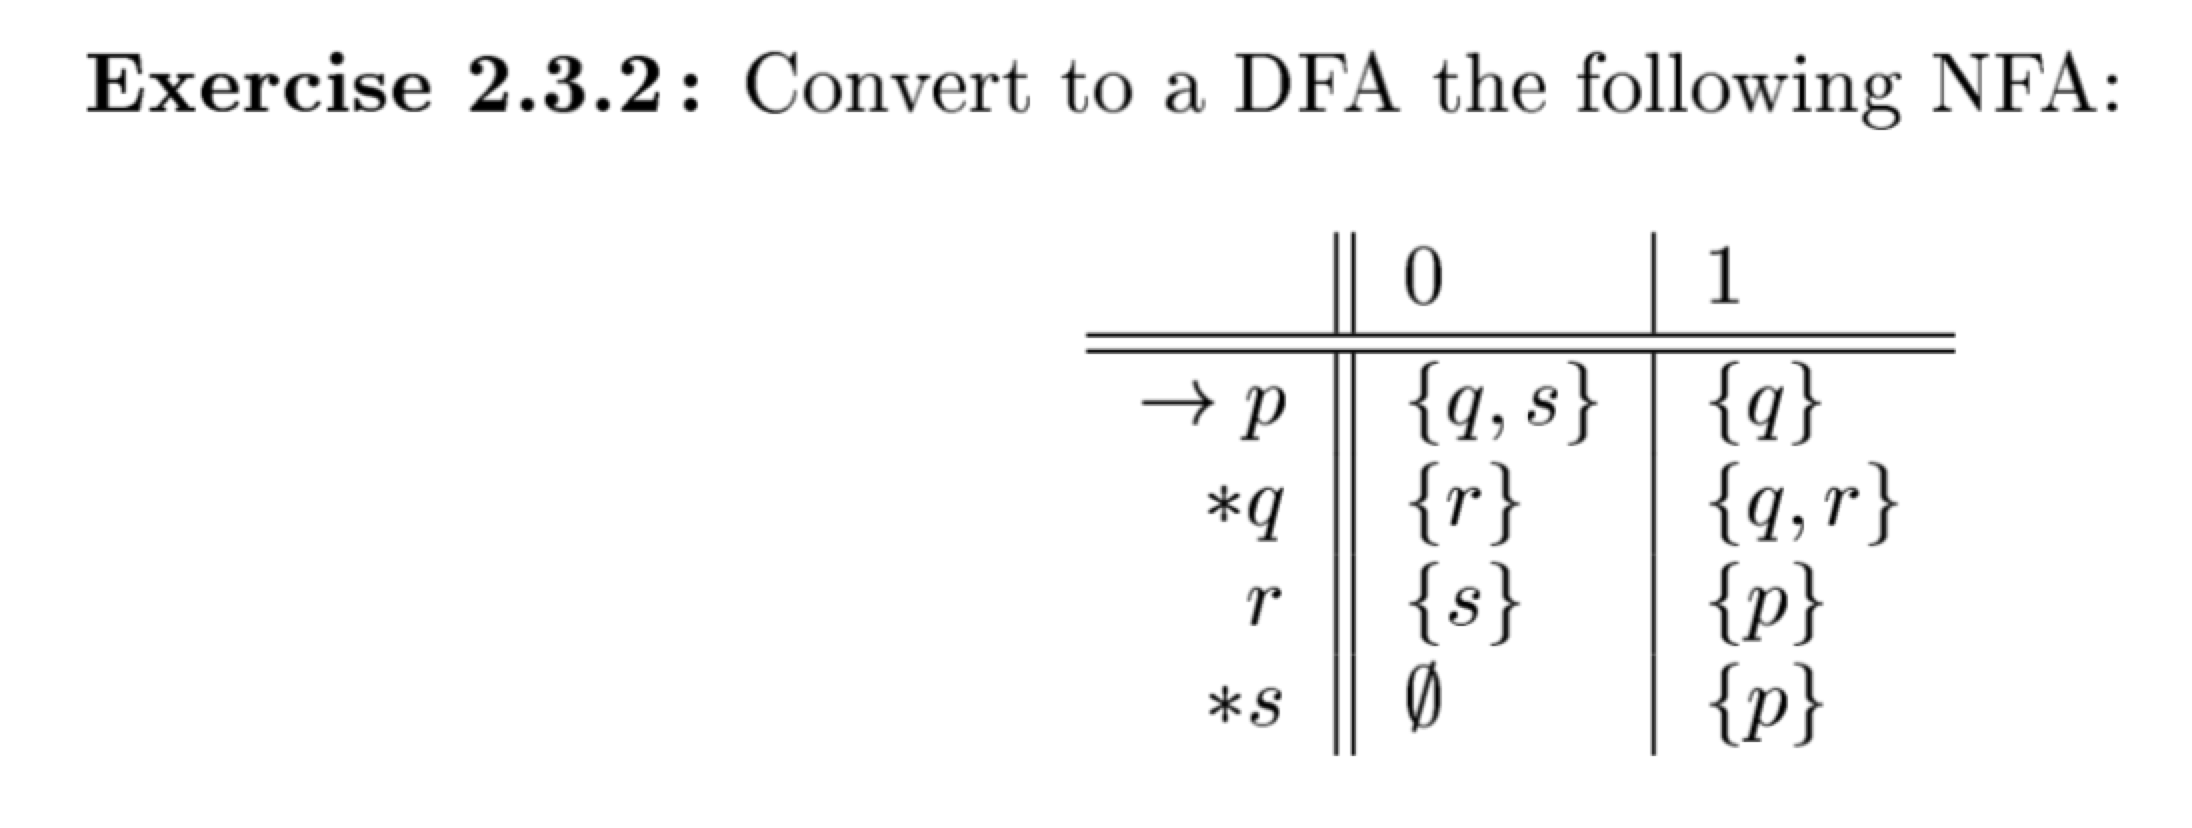 Exercise 2.3.2: Convert to a DFA the following NFA:
0 1
→ p {q, s} {q}
*q {r} {q, r}
r {s} {p}
*s ∅ {p}